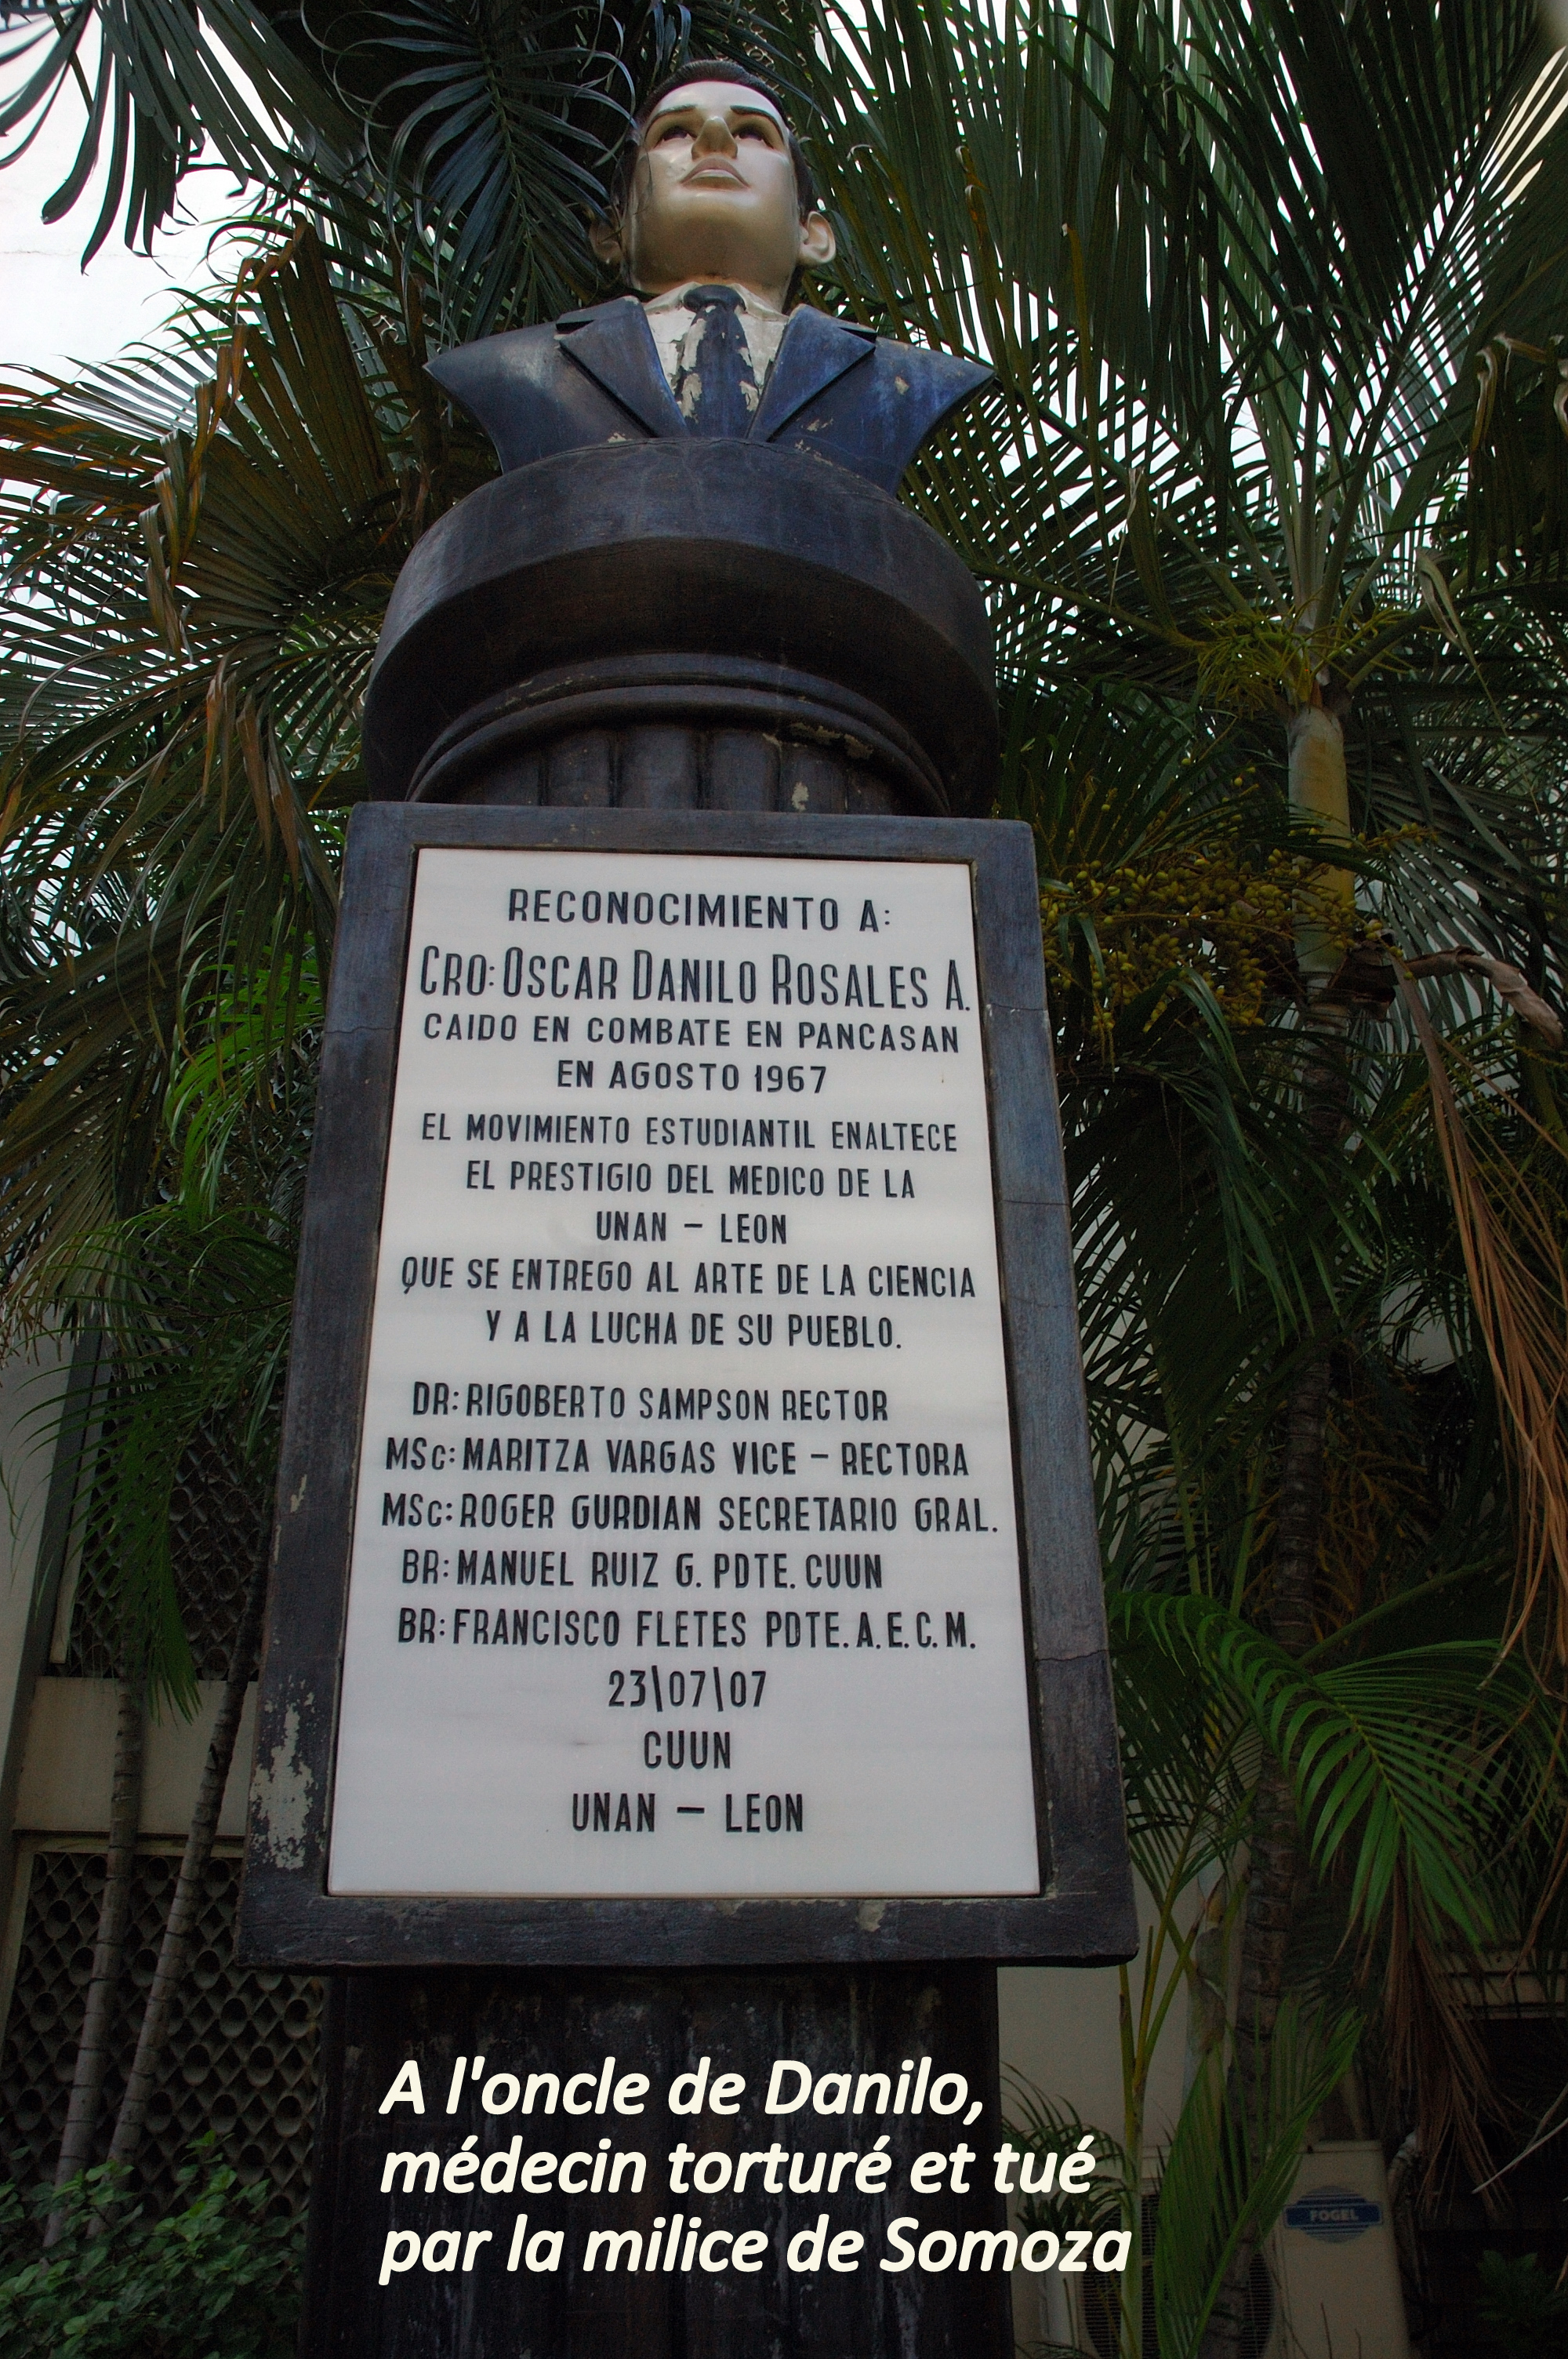 RECONOCIMIENTO A:
CRO: OSCAR DANILO ROSALES A.
CAIDO EN COMBATE EN PANCASAN
EN AGOSTO 1967
EL MOVIMIENTO ESTUDIANTIL ENALTECE
EL PRESTIGIO DEL MEDICO DE LA
UNAN – LEON
QUE SE ENTREGO AL ARTE DE LA CIENCIA
Y A LA LUCHA DE SU PUEBLO.
DR: RIGOBERTO SAMPSON RECTOR
MSc: MARITZA VARGAS VICE – RECTORA
MSc: ROGER GURDIAN SECRETARIO GRAL.
BR: MANUEL RUIZ G. PDTE. CUUN
BR: FRANCISCO FLETES PDTE. A.E.C.M.
23\07\07
CUUN
UNAN – LEON
A l'oncle de Danilo,
médecin torturé et tué
par la milice de Somoza
FOGEL